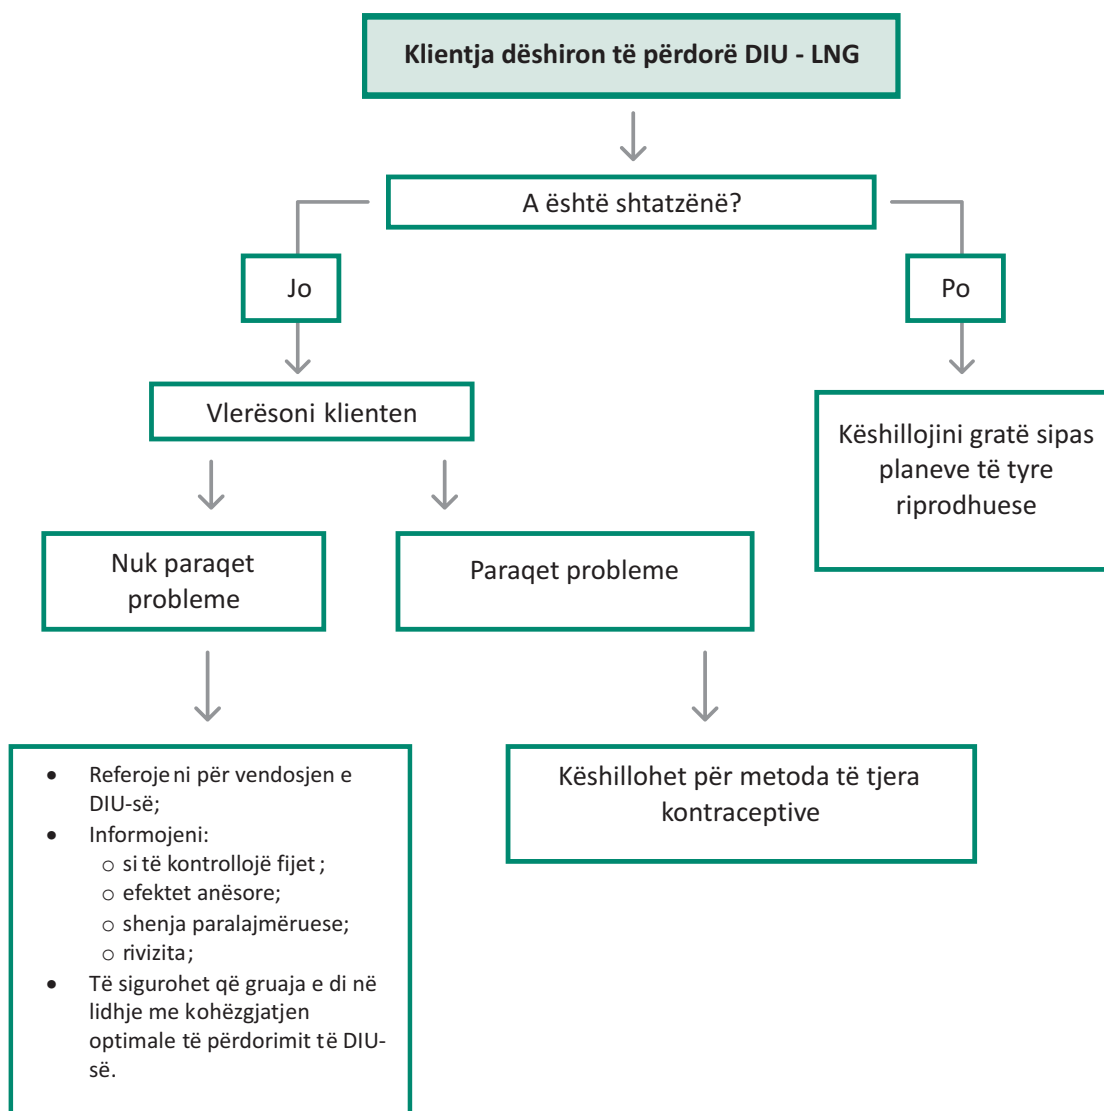 Klientja dëshiron të përdorë DIU - LNG
A është shtatzënë?
Jo
Po
Vlerësoni klienten
Këshillojini gratë sipas
planeve të tyre
riprodhuese
Nuk paraqet
probleme
Paraqet probleme
• Referojeni për vendosjen e
DIU-së;
• Informojeni:
o si të kontrollojë fijet;
o efektet anësore;
o shenja paralajmëruese;
o rivizita;
• Të sigurohet që gruaja e di në
lidhje me kohëzgjatjen
optimale të përdorimit të DIU-
së.
Këshillohet për metoda të tjera
kontraceptive